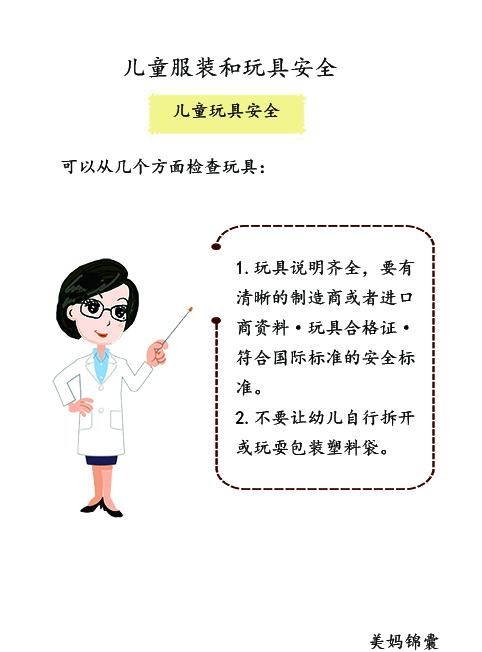 儿童服装和玩具安全
儿童玩具安全
可以从几个方面检查玩具：
1.玩具说明齐全，要有
清晰的制造商或者进口
商资料·玩具合格证·
符合国际标准的安全标
准。
2.不要让幼儿自行拆开
或玩耍包装塑料袋。
美妈锦囊